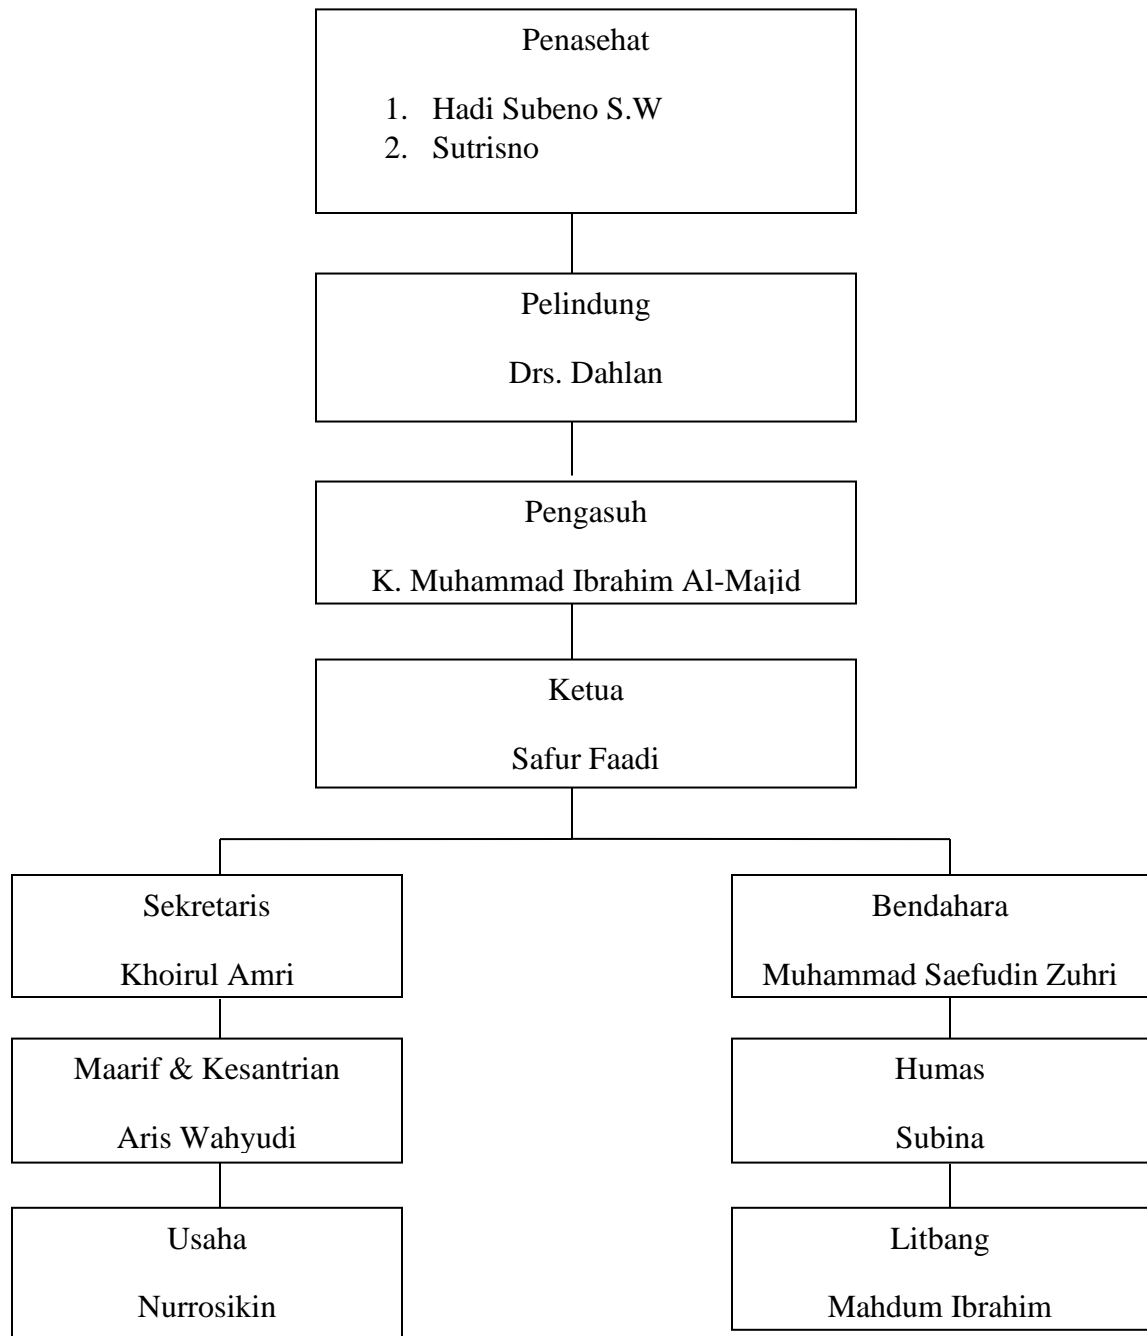 Penasehat
1. Hadi Subeno S.W
2. Sutrisno
Pelindung
Drs. Dahlan
Pengasuh
K. Muhammad Ibrahim Al-Majid
Ketua
Safur Faadi
Sekretaris
Khoirul Amri
Bendahara
Muhammad Saefudin Zuhri
Maarif & Kesantrian
Aris Wahyudi
Humas
Subina
Usaha
Nurrosikin
Litbang
Mahdum Ibrahim